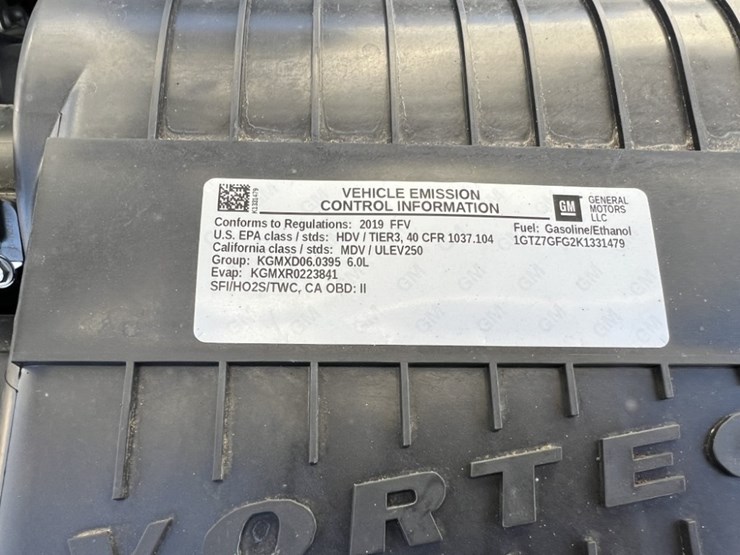 K1331479
VEHICLE EMISSION
CONTROL INFORMATION
GM
GENERAL
MOTORS
LLC
Conforms to Regulations: 2019 FFV
Fuel: Gasoline/Ethanol
U.S. EPA class / stds: HDV / TIER3, 40 CFR 1037.104
1GTZ7GFG2K1331479
California class / stds: MDV / ULEV250
Group: KGMXD06.0395 6.0L
Evap: KGMXR0223841
SFI/HO2S/TWC, CA OBD: II
VORTEC